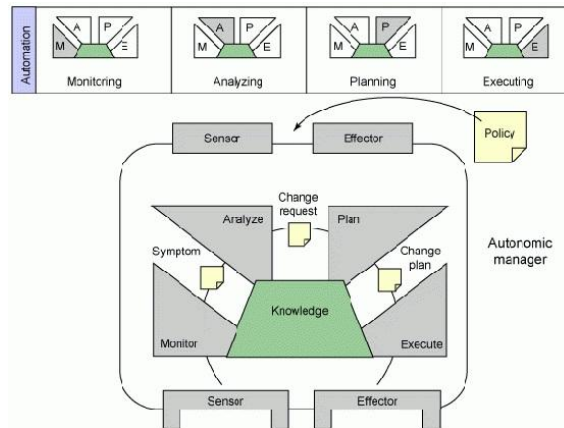 Automation
M A P E
M A P E
M A P E
M A P E
Monitoring
Analyzing
Planning
Executing
Sensor
Effector
Policy
Change
request
Analyze
Plan
Symptom
Change
plan
Autonomic
manager
Knowledge
Monitor
Execute
Sensor
Effector